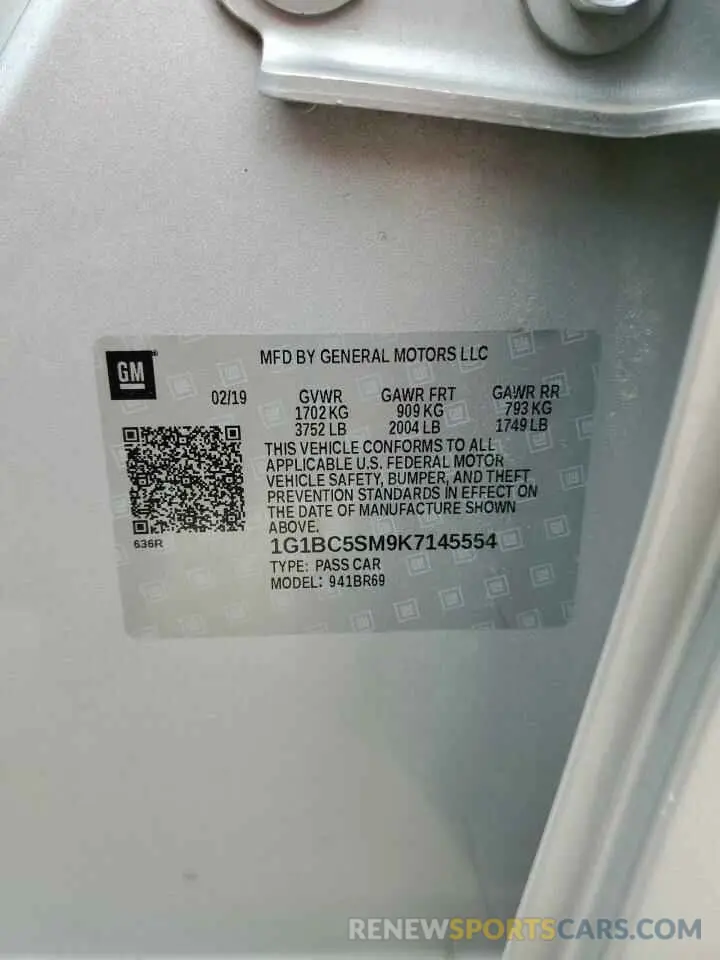 GM
MFD BY GENERAL MOTORS LLC
02/19 GVWR GAWR FRT GAWR RR
1702 KG 909 KG 793 KG
3752 LB 2004 LB 1749 LB
THIS VEHICLE CONFORMS TO ALL
APPLICABLE U.S. FEDERAL MOTOR
VEHICLE SAFETY, BUMPER, AND THEFT
PREVENTION STANDARDS IN EFFECT ON
THE DATE OF MANUFACTURE SHOWN
ABOVE.
636R
1G1BC5SM9K7145554
TYPE: PASS CAR
MODEL: 941BR69
RENEWSPORTSCARS.COM